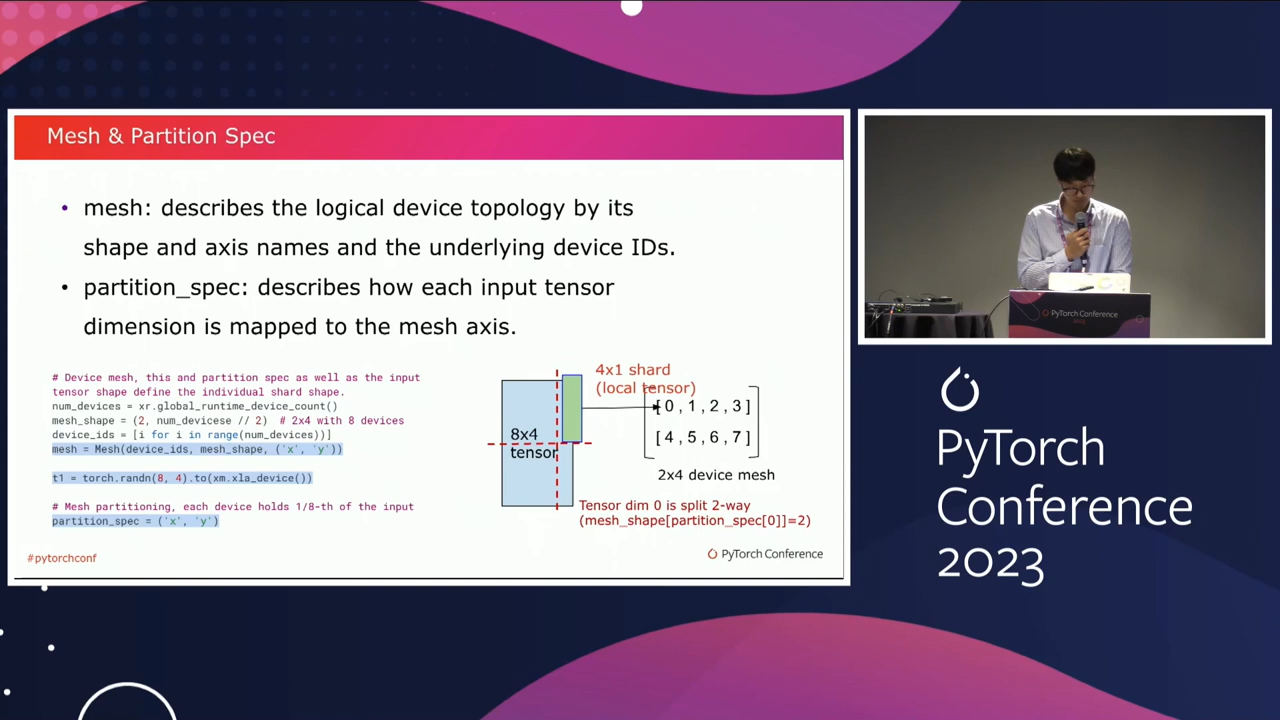 Mesh & Partition Spec
• mesh: describes the logical device topology by its
shape and axis names and the underlying device IDs.
• partition_spec: describes how each input tensor
dimension is mapped to the mesh axis.
# Device mesh, this and partition spec as well as the input
tensor shape define the individual shard shape.
num_devices = xr.global_runtime_device_count()
mesh_shape = (2, num_devicese // 2)  # 2x4 with 8 devices
device_ids = [i for i in range(num_devices))]
mesh = Mesh(device_ids, mesh_shape, ('x', 'y'))
t1 = torch.randn(8, 4).to(xm.xla_device())
# Mesh partitioning, each device holds 1/8-th of the input
partition_spec = ('x', 'y')
4x1 shard
(local tensor)
[ 0 , 1 , 2 , 3 ]
[ 4 , 5 , 6 , 7 ]
8x4
tensor
2x4 device mesh
Tensor dim 0 is split 2-way
(mesh_shape[partition_spec[0]]=2)
#pytorchconf
PyTorch Conference
PyTorch Conference
2023
PyTorch
Conference
2023